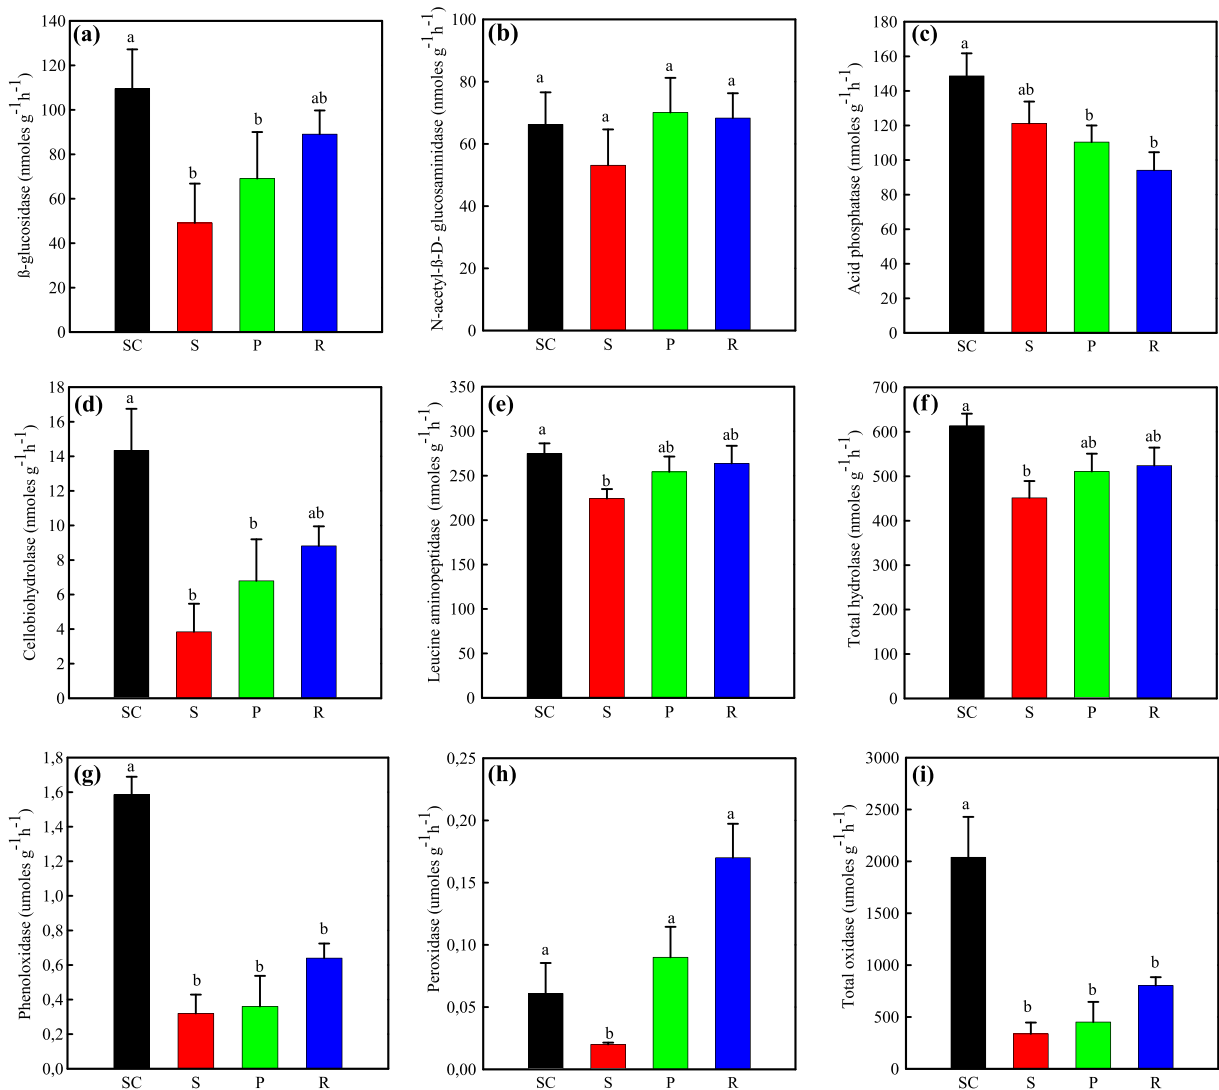 (a)
ß-glucosidase (nmoles g⁻¹h⁻¹)
140
120
100
80
60
40
20
0
a
b
b
ab
SC S P R
(b)
N-acetyl-ß-D- glucosaminidase (nmoles g⁻¹h⁻¹)
100
80
60
40
20
0
a
a
a
a
SC S P R
(c)
Acid phosphatase (nmoles g⁻¹h⁻¹)
180
160
140
120
100
80
60
40
20
0
a
ab
b
b
SC S P R
(d)
Cellobiohydrolase (nmoles g⁻¹h⁻¹)
18
16
14
12
10
8
6
4
2
0
a
b
b
ab
SC S P R
(e)
Leucine aminopeptidase (nmoles g⁻¹h⁻¹)
350
300
250
200
150
100
50
0
a
b
ab
ab
SC S P R
(f)
Total hydrolase (nmoles g⁻¹h⁻¹)
700
600
500
400
300
200
100
0
a
b
ab
ab
SC S P R
(g)
Phenoloxidase (umoles g⁻¹h⁻¹)
1,8
1,6
1,4
1,2
1,0
0,8
0,6
0,4
0,2
0,0
a
b
b
b
SC S P R
(h)
Peroxidase (umoles g⁻¹h⁻¹)
0,25
0,20
0,15
0,10
0,05
0,00
a
b
a
a
SC S P R
(i)
Total oxidase (umoles g⁻¹h⁻¹)
3000
2500
2000
1500
1000
500
0
a
b
b
b
SC S P R